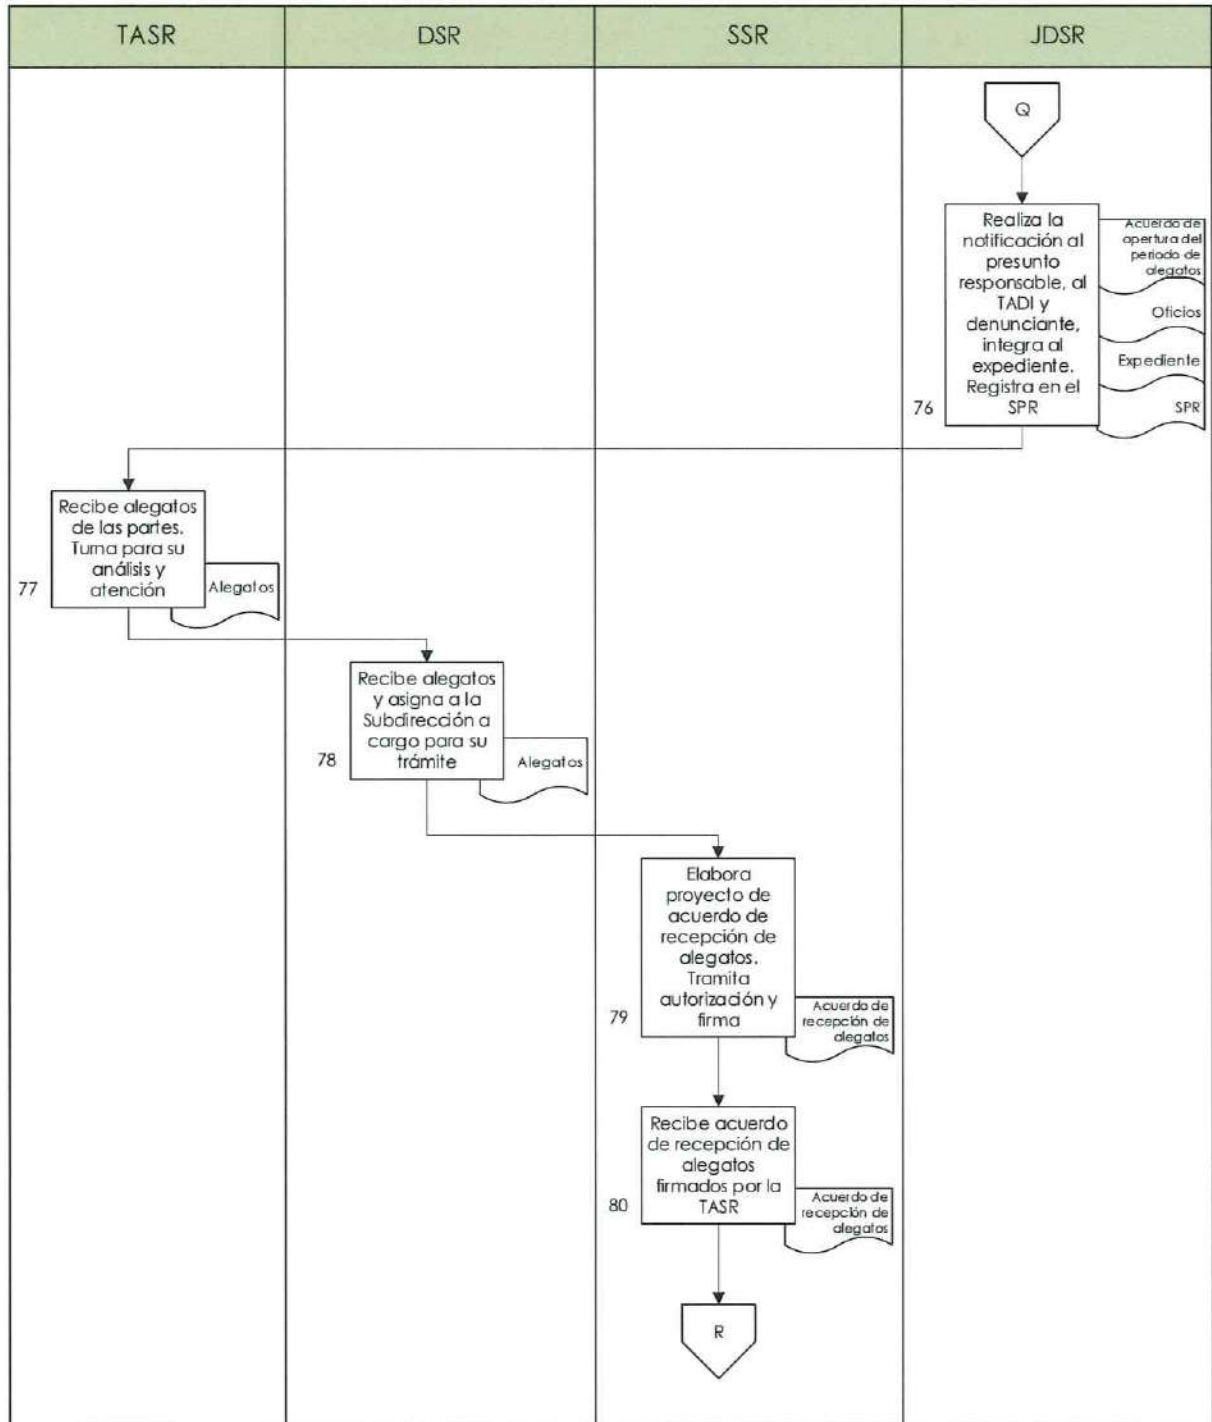 TASR
DSR
SSR
JDSR
Q
Realiza la
notificación al
presunto
responsable, al
TADI y
denunciante,
integra al
expediente.
Registra en el
SPR
76
Acuerdo de
apertura del
periodo de
alegatos
Oficios
Expediente
SPR
Recibe alegatos
de las partes.
Turna para su
análisis y
atención
77
Alegatos
Recibe alegatos
y asigna a la
Subdirección a
cargo para su
trámite
78
Alegatos
Elabora
proyecto de
acuerdo de
recepción de
alegatos.
Tramita
autorización y
firma
79
Acuerdo de
recepción de
alegatos
Recibe acuerdo
de recepción de
alegatos
firmados por la
TASR
80
Acuerdo de
recepción de
alegatos
R